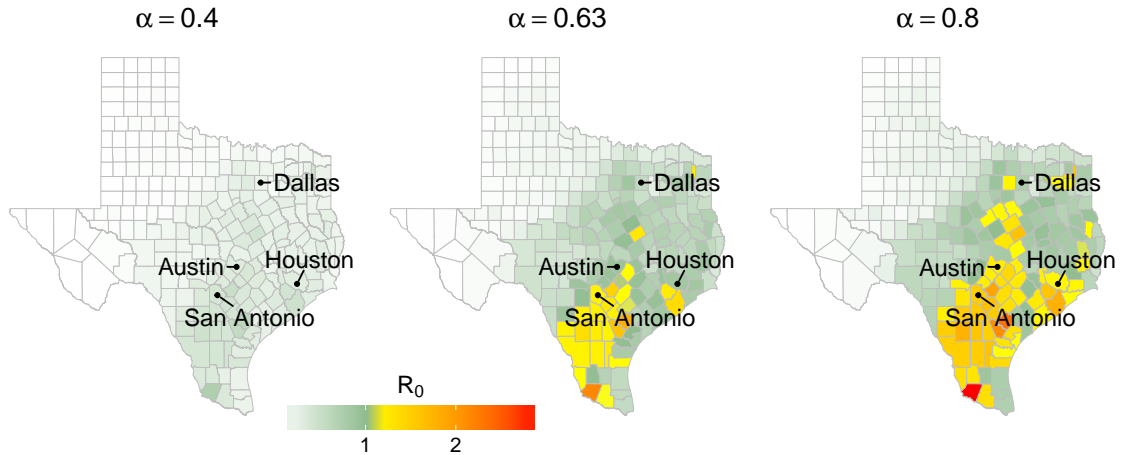 α = 0.4
α = 0.63
α = 0.8
Dallas
Austin
Houston
San Antonio
Dallas
Austin
Houston
San Antonio
Dallas
Austin
Houston
San Antonio
R₀
1 2